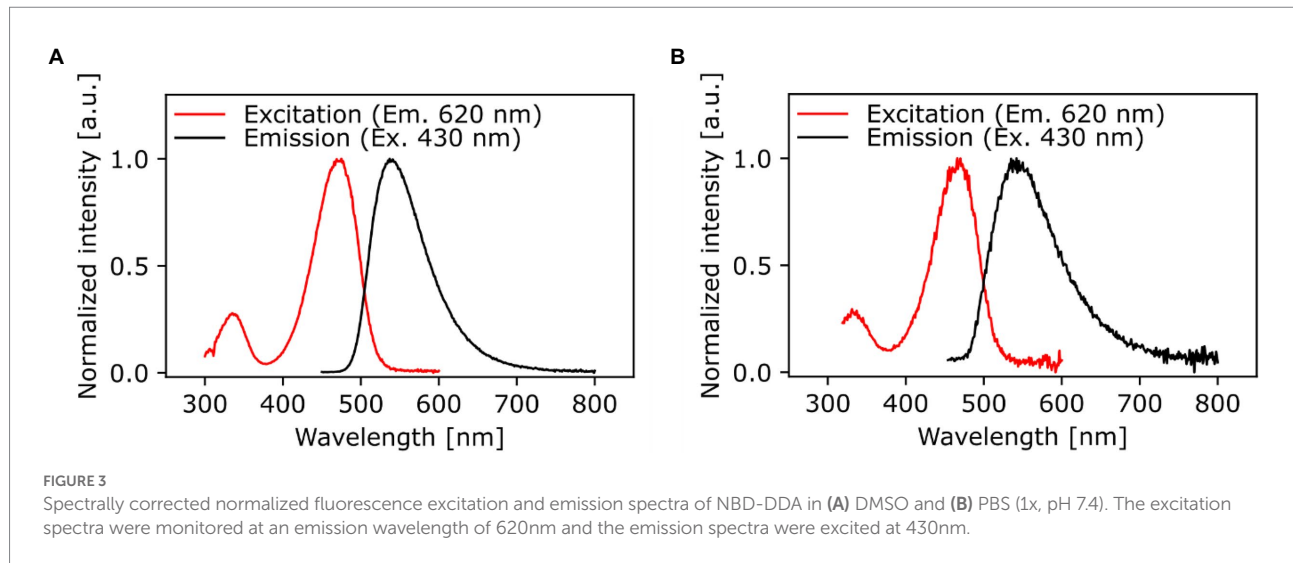 A
Normalized intensity [a.u.]
Excitation (Em. 620 nm)
Emission (Ex. 430 nm)
1.0
0.5
0.0
300 400 500 600 700 800
Wavelength [nm]
B
Normalized intensity [a.u.]
Excitation (Em. 620 nm)
Emission (Ex. 430 nm)
1.0
0.5
0.0
300 400 500 600 700 800
Wavelength [nm]
FIGURE 3
Spectrally corrected normalized fluorescence excitation and emission spectra of NBD-DDA in (A) DMSO and (B) PBS (1x, pH 7.4). The excitation
spectra were monitored at an emission wavelength of 620nm and the emission spectra were excited at 430nm.